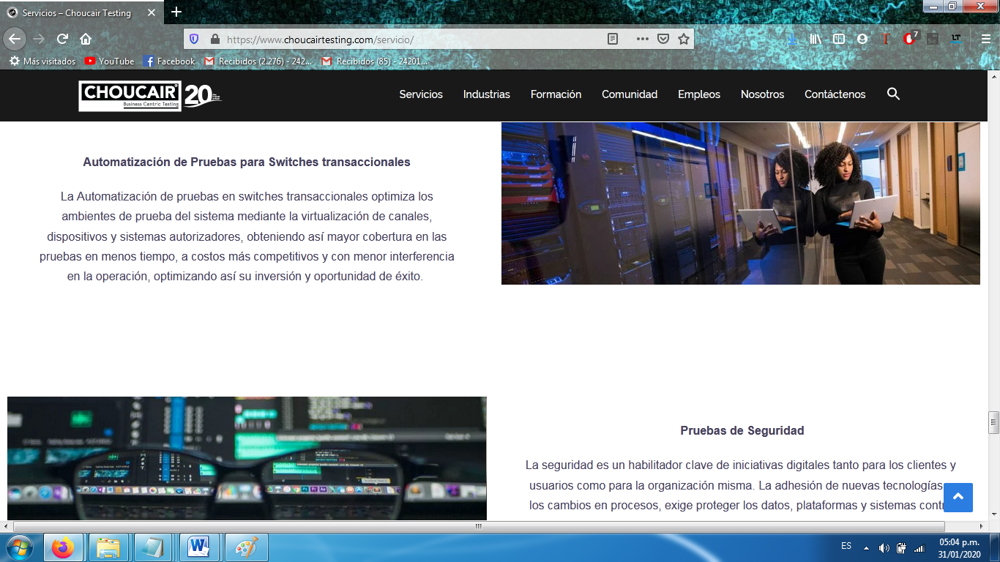 Servicios – Choucair Testing
https://www.choucairtesting.com/servicio/
7
Más visitados
YouTube
Facebook
Recibidos (2.276) - 242...
Recibidos (85) - 24201...
CHOUCAIR®
Business Centric Testing
20
Servicios
Industrias
Formación
Comunidad
Empleos
Nosotros
Contáctenos
Automatización de Pruebas para Switches transaccionales
La Automatización de pruebas en switches transaccionales optimiza los
ambientes de prueba del sistema mediante la virtualización de canales,
dispositivos y sistemas autorizadores, obteniendo así mayor cobertura en las
pruebas en menos tiempo, a costos más competitivos y con menor interferencia
en la operación, optimizando así su inversión y oportunidad de éxito.
Pruebas de Seguridad
La seguridad es un habilitador clave de iniciativas digitales tanto para los clientes y
usuarios como para la organización misma. La adhesión de nuevas tecnologías
los cambios en procesos, exige proteger los datos, plataformas y sistemas
ES
05:04 p.m.
31/01/2020